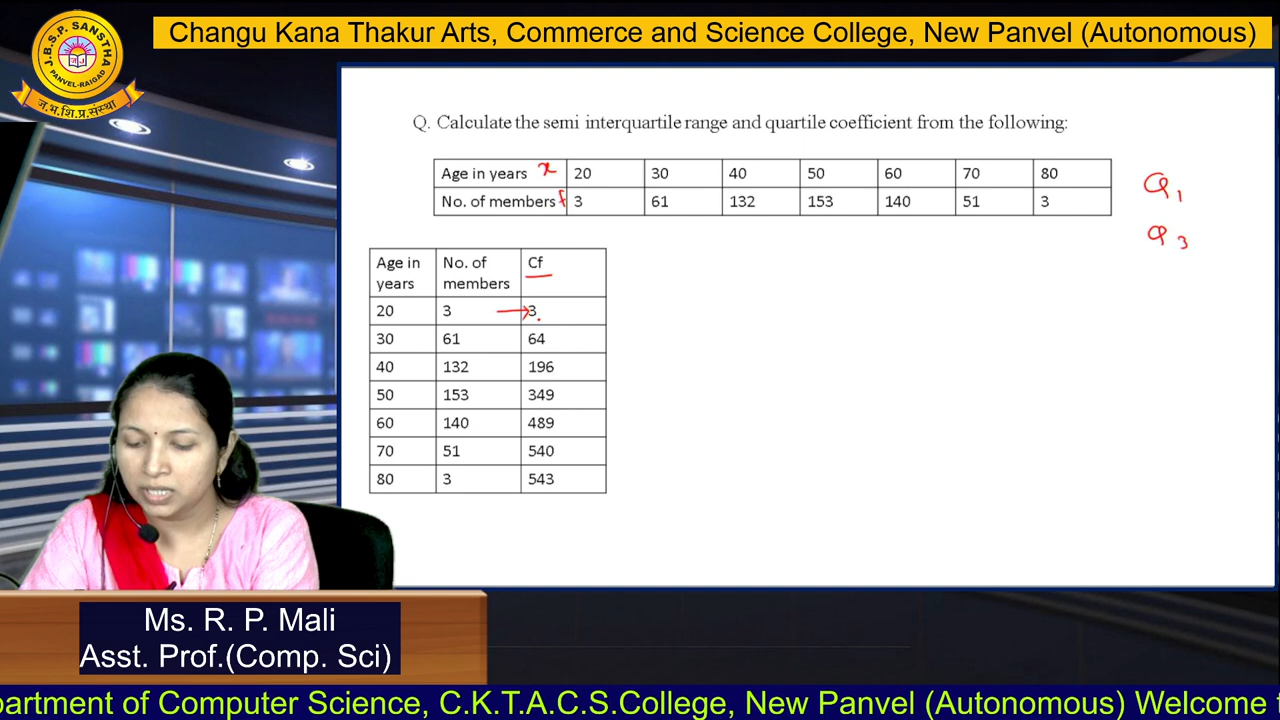 J.B.S.P. SANSTHA
PANVEL-RAIGAD
ज.भ.शि.प्र.संस्था
Changu Kana Thakur Arts, Commerce and Science College, New Panvel (Autonomous)
Q. Calculate the semi interquartile range and quartile coefficient from the following:
Age in years x 20 30 40 50 60 70 80
No. of members f 3 61 132 153 140 51 3
Q1
Q3
Age in years No. of members Cf
20 3 → 3
30 61 64
40 132 196
50 153 349
60 140 489
70 51 540
80 3 543
Ms. R. P. Mali
Asst. Prof.(Comp. Sci)
partment of Computer Science, C.K.T.A.C.S.College, New Panvel (Autonomous) Welcome